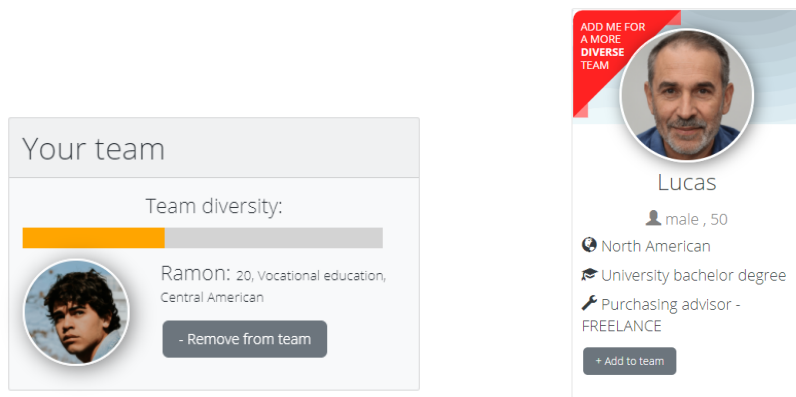 Your team
Team diversity:
Ramon: 20, Vocational education,
Central American
- Remove from team
ADD ME FOR
A MORE
DIVERSE
TEAM
Lucas
male , 50
North American
University bachelor degree
Purchasing advisor -
FREELANCE
+ Add to team